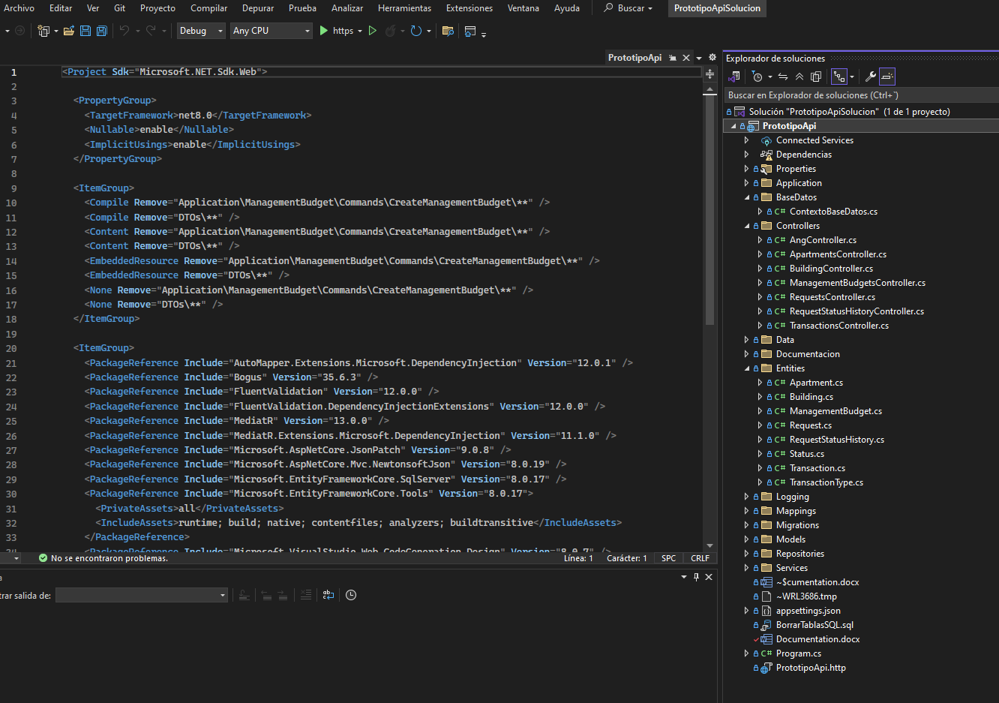 Archivo Editar Ver Git Proyecto Compilar Depurar Prueba Analizar Herramientas Extensiones Ventana Ayuda Buscar PrototipoApiSolucion
Debug Any CPU https
PrototipoApi
1 <Project Sdk="Microsoft.NET.Sdk.Web">
2
3 <PropertyGroup>
4 <TargetFramework>net8.0</TargetFramework>
5 <Nullable>enable</Nullable>
6 <ImplicitUsings>enable</ImplicitUsings>
7 </PropertyGroup>
8
9 <ItemGroup>
10 <Compile Remove="Application\ManagementBudget\Commands\CreateManagementBudget\**" />
11 <Compile Remove="DTOs\**" />
12 <Content Remove="Application\ManagementBudget\Commands\CreateManagementBudget\**" />
13 <Content Remove="DTOs\**" />
14 <EmbeddedResource Remove="Application\ManagementBudget\Commands\CreateManagementBudget\**" />
15 <EmbeddedResource Remove="DTOs\**" />
16 <None Remove="Application\ManagementBudget\Commands\CreateManagementBudget\**" />
17 <None Remove="DTOs\**" />
18 </ItemGroup>
19
20 <ItemGroup>
21 <PackageReference Include="AutoMapper.Extensions.Microsoft.DependencyInjection" Version="12.0.1" />
22 <PackageReference Include="Bogus" Version="35.6.3" />
23 <PackageReference Include="FluentValidation" Version="12.0.0" />
24 <PackageReference Include="FluentValidation.DependencyInjectionExtensions" Version="12.0.0" />
25 <PackageReference Include="MediatR" Version="13.0.0" />
26 <PackageReference Include="MediatR.Extensions.Microsoft.DependencyInjection" Version="11.1.0" />
27 <PackageReference Include="Microsoft.AspNetCore.JsonPatch" Version="9.0.8" />
28 <PackageReference Include="Microsoft.AspNetCore.Mvc.NewtonsoftJson" Version="8.0.19" />
29 <PackageReference Include="Microsoft.EntityFrameworkCore.SqlServer" Version="8.0.17" />
30 <PackageReference Include="Microsoft.EntityFrameworkCore.Tools" Version="8.0.17">
31 <PrivateAssets>all</PrivateAssets>
32 <IncludeAssets>runtime; build; native; contentfiles; analyzers; buildtransitive</IncludeAssets>
33 </PackageReference>
34 <PackageReference Include="Microsoft.VisualStudio.Web.CodeGeneration.Design" Version="8.0.7" />
No se encontraron problemas. Línea: 1 Carácter: 1 SPC CRLF
trar salida de:
Explorador de soluciones
Buscar en Explorador de soluciones (Ctrl+`)
Solución "PrototipoApiSolucion" (1 de 1 proyecto)
PrototipoApi
Connected Services
Dependencias
Properties
Application
BaseDatos
C# ContextoBaseDatos.cs
Controllers
C# AngController.cs
C# ApartmentsController.cs
C# BuildingController.cs
C# ManagementBudgetsController.cs
C# RequestsController.cs
C# RequestStatusHistoryController.cs
C# TransactionsController.cs
Data
Documentacion
Entities
C# Apartment.cs
C# Building.cs
C# ManagementBudget.cs
C# Request.cs
C# RequestStatusHistory.cs
C# Status.cs
C# Transaction.cs
C# TransactionType.cs
Logging
Mappings
Migrations
Models
Repositories
Services
~$cumentation.docx
~WRL3686.tmp
appsettings.json
BorrarTablasSQL.sql
Documentation.docx
C# Program.cs
PrototipoApi.http